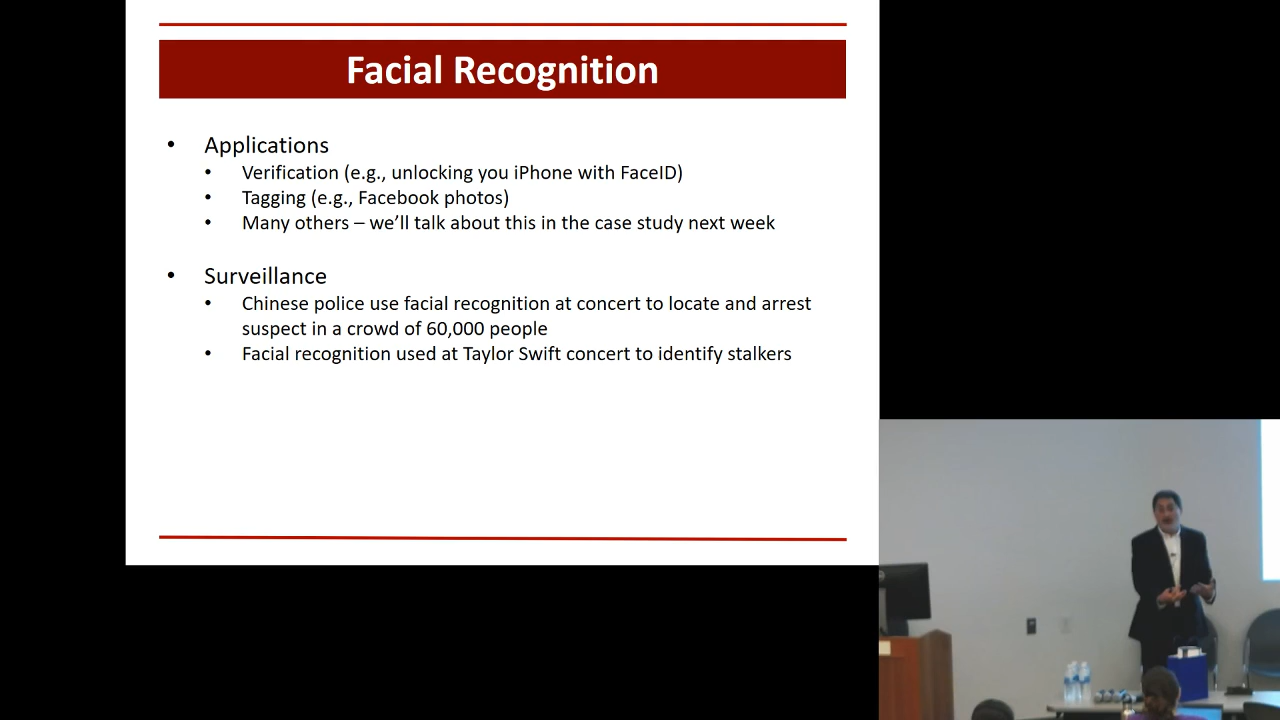 Facial Recognition
• Applications
• Verification (e.g., unlocking you iPhone with FaceID)
• Tagging (e.g., Facebook photos)
• Many others – we’ll talk about this in the case study next week
• Surveillance
• Chinese police use facial recognition at concert to locate and arrest
suspect in a crowd of 60,000 people
• Facial recognition used at Taylor Swift concert to identify stalkers